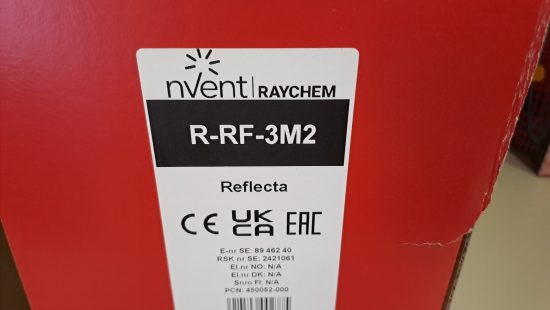 nVent | RAYCHEM
R-RF-3M2
Reflecta
CE UK CA EAC
E-nr SE: 89 462 40
RSK nr SE: 2421061
El.nr NO: N/A
El.nr DK: N/A
Snro FI: N/A
PCN: 450052-000